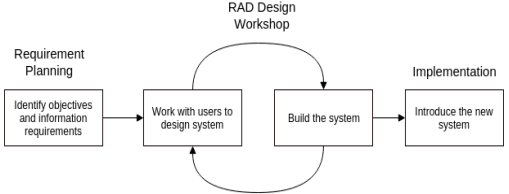 RAD Design
Workshop
Requirement
Planning
Implementation
Identify objectives
and information
requirements
Work with users to
design system
Build the system
Introduce the new
system